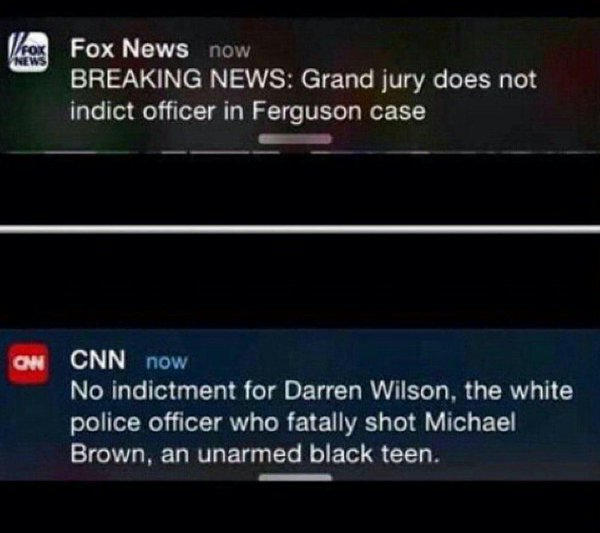 FOX
NEWS
Fox News now
BREAKING NEWS: Grand jury does not
indict officer in Ferguson case
CNN
CNN now
No indictment for Darren Wilson, the white
police officer who fatally shot Michael
Brown, an unarmed black teen.